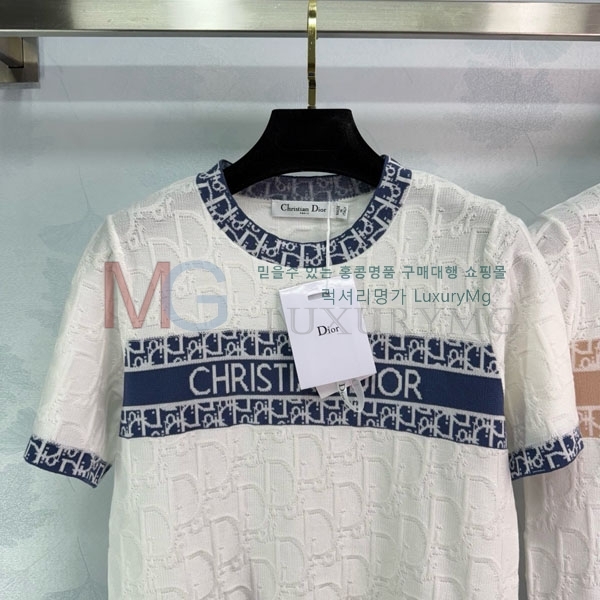 Christian Dior
PARIS
믿을수 있는 홍콩명품 구매대행 쇼핑몰
MG 럭셔리명가 LuxuryMg
LUXURYMG
Dior
CHRISTIAN DIOR